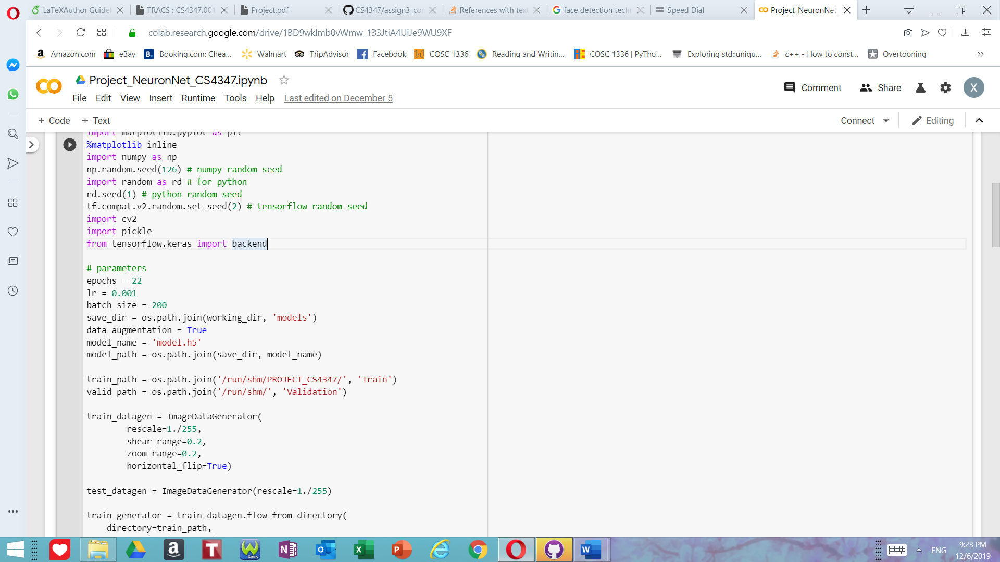 LaTeXAuthor Guidel
TRACS : CS4347.001
Project.pdf
CS4347/assign3_cor
References with text
face detection techn
Speed Dial
Project_NeuronNet_
colab.research.google.com/drive/1BD9wklmb0vWmw_133JtiA4UiJe9WU9XF
Amazon.com
eBay
Booking.com: Chea...
Walmart
TripAdvisor
Facebook
COSC 1336
Reading and Writin...
COSC 1336 | PyTho...
Exploring std::uniqu...
c++ - How to const...
Overtooning
Project_NeuronNet_CS4347.ipynb
Comment
Share
X
File Edit View Insert Runtime Tools Help Last edited on December 5
+ Code + Text
Connect
Editing
import matplotlib.pyplot as plt
%matplotlib inline
import numpy as np
np.random.seed(126) # numpy random seed
import random as rd # for python
rd.seed(1) # python random seed
tf.compat.v2.random.set_seed(2) # tensorflow random seed
import cv2
import pickle
from tensorflow.keras import backend
# parameters
epochs = 22
lr = 0.001
batch_size = 200
save_dir = os.path.join(working_dir, 'models')
data_augmentation = True
model_name = 'model.h5'
model_path = os.path.join(save_dir, model_name)
train_path = os.path.join('/run/shm/PROJECT_CS4347/', 'Train')
valid_path = os.path.join('/run/shm/', 'Validation')
train_datagen = ImageDataGenerator(
rescale=1./255,
shear_range=0.2,
zoom_range=0.2,
horizontal_flip=True)
test_datagen = ImageDataGenerator(rescale=1./255)
train_generator = train_datagen.flow_from_directory(
directory=train_path,
ENG
9:23 PM
12/6/2019